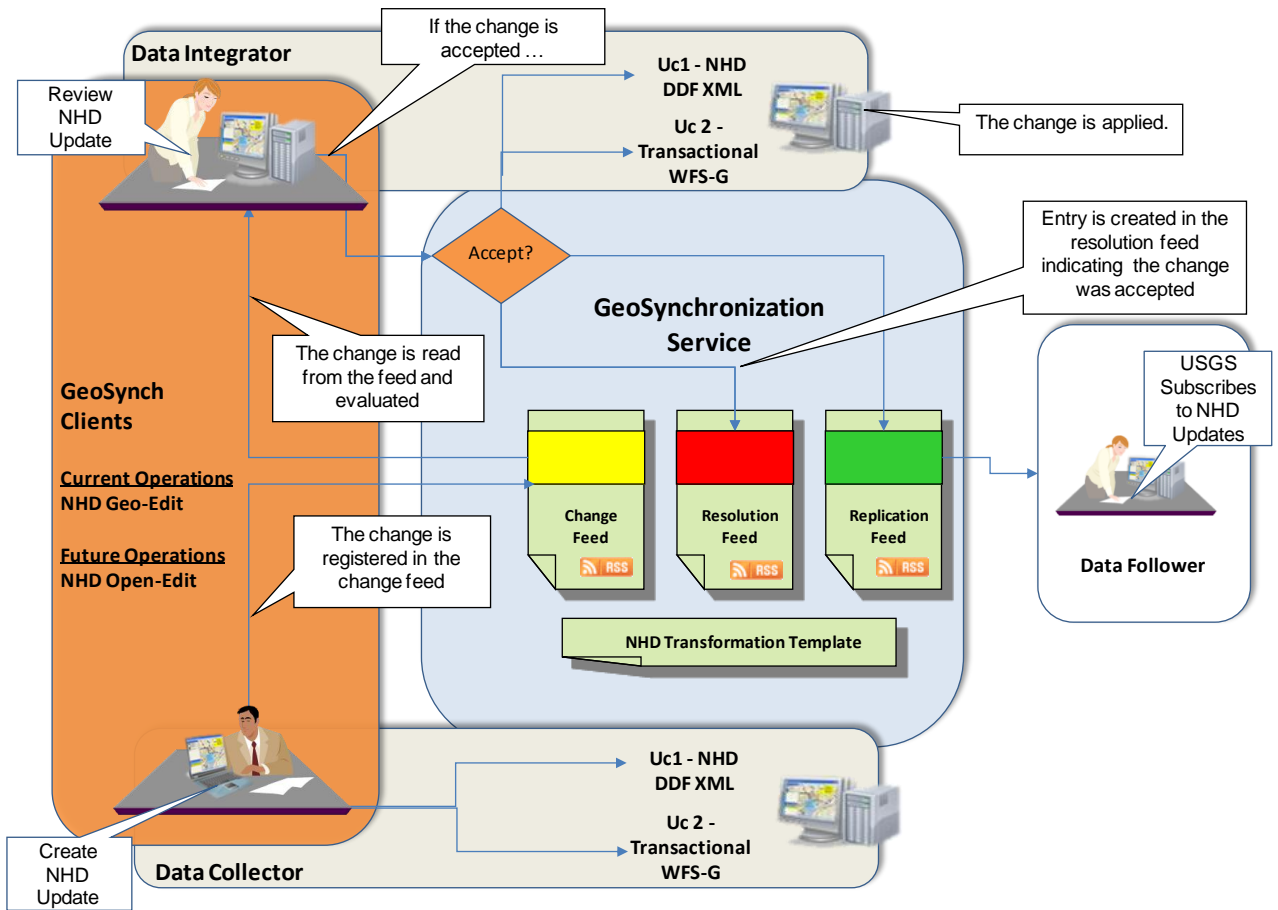 Data Integrator
If the change is
accepted …
Review
NHD
Update
Uc1 - NHD
DDF XML
Uc 2 -
Transactional
WFS-G
The change is applied.
Accept?
Entry is created in the
resolution feed
indicating the change
was accepted
GeoSynchronization
Service
The change is read
from the feed and
evaluated
GeoSynch
Clients
Current Operations
NHD Geo-Edit
Future Operations
NHD Open-Edit
The change is
registered in the
change feed
Change
Feed
RSS
Resolution
Feed
RSS
Replication
Feed
RSS
NHD Transformation Template
USGS
Subscribes
to NHD
Updates
Data Follower
Uc1 - NHD
DDF XML
Uc 2 -
Transactional
WFS-G
Create
NHD
Update
Data Collector